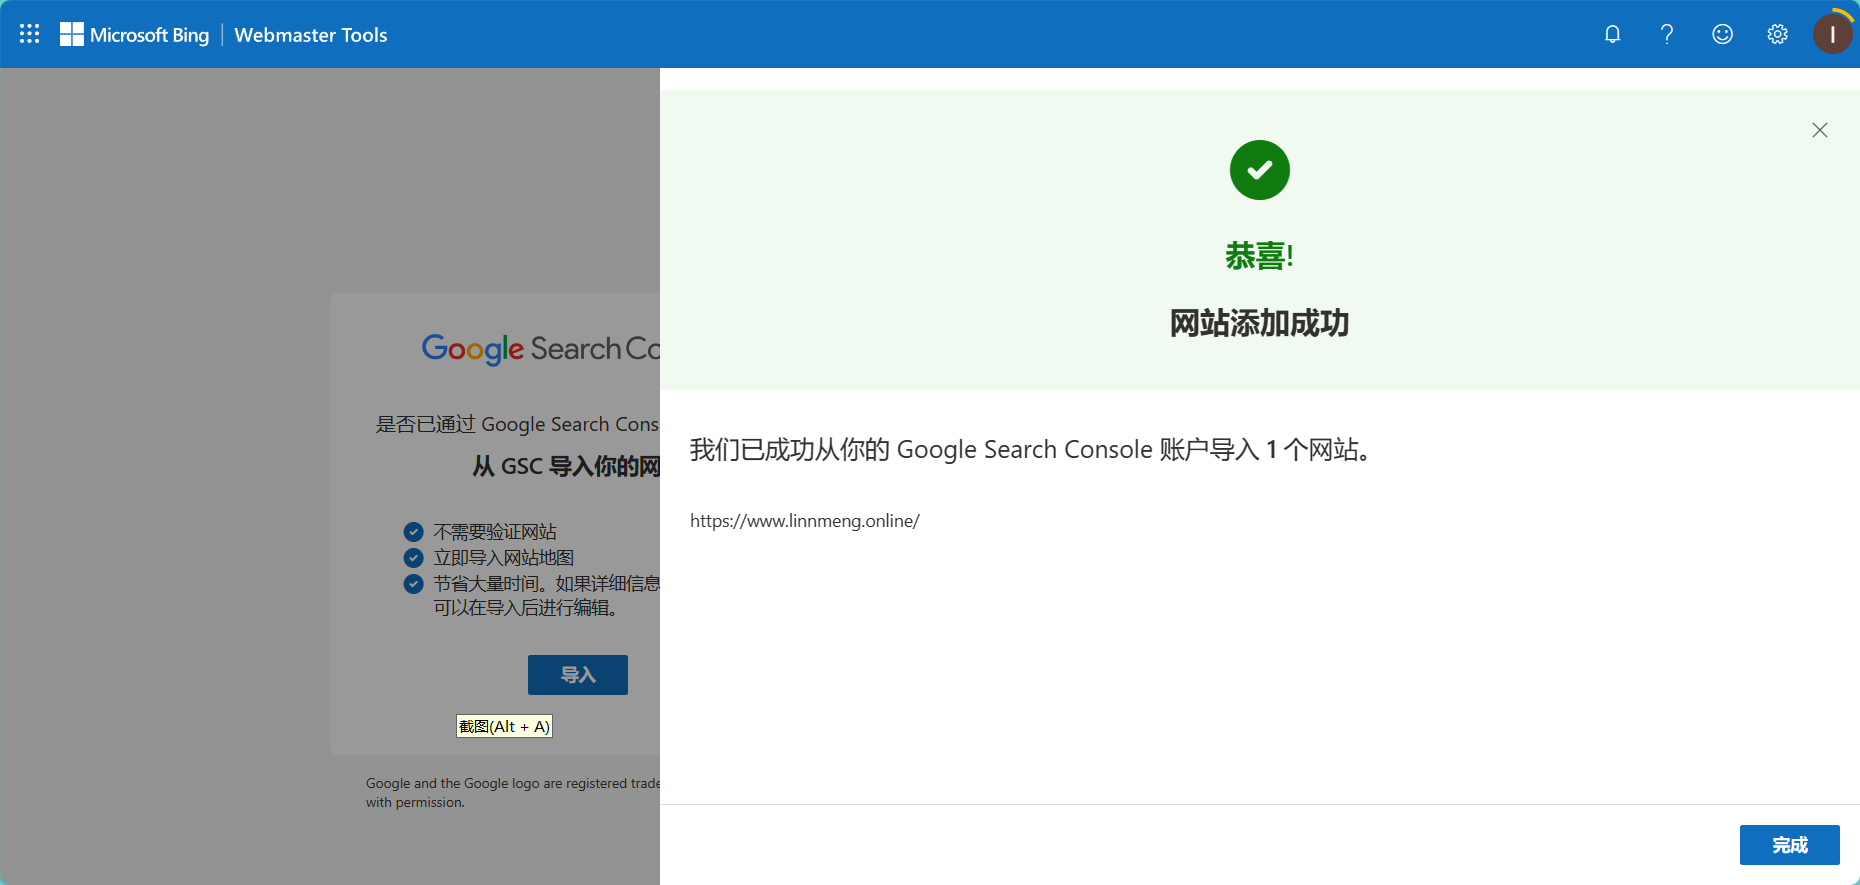 Microsoft Bing
Webmaster Tools
I
恭喜!
网站添加成功
我们已成功从你的 Google Search Console 账户导入 1 个网站。
https://www.linnmeng.online/
完成
Google Search Co
是否已通过 Google Search Cons
从 GSC 导入你的网
不需要验证网站
立即导入网站地图
节省大量时间。如果详细信息
可以在导入后进行编辑。
导入
截图(Alt + A)
Google and the Google logo are registered trade
with permission.